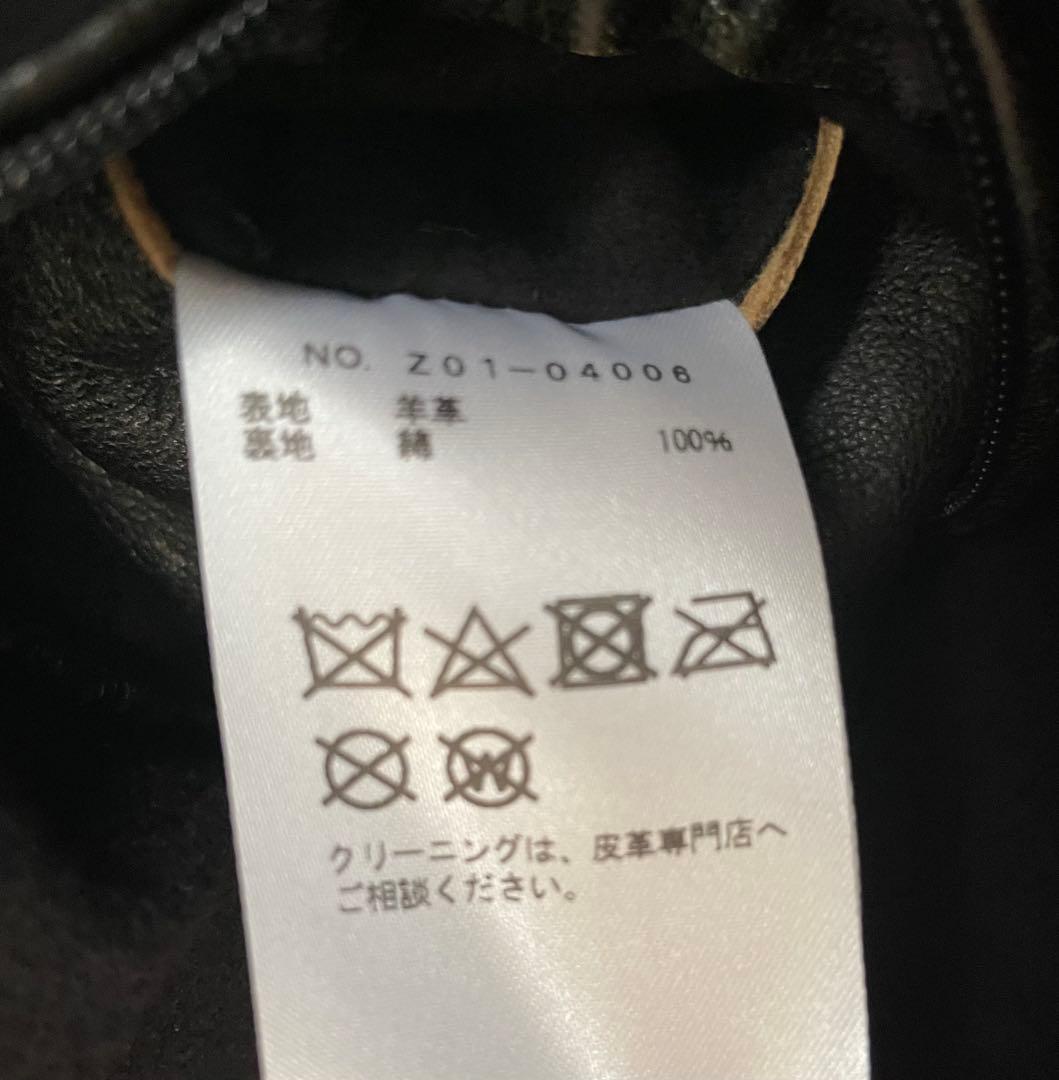 NO. Z01-04006
表地 羊革
裏地 綿 100%
W
クリーニングは、皮革専門店へ
ご相談ください。